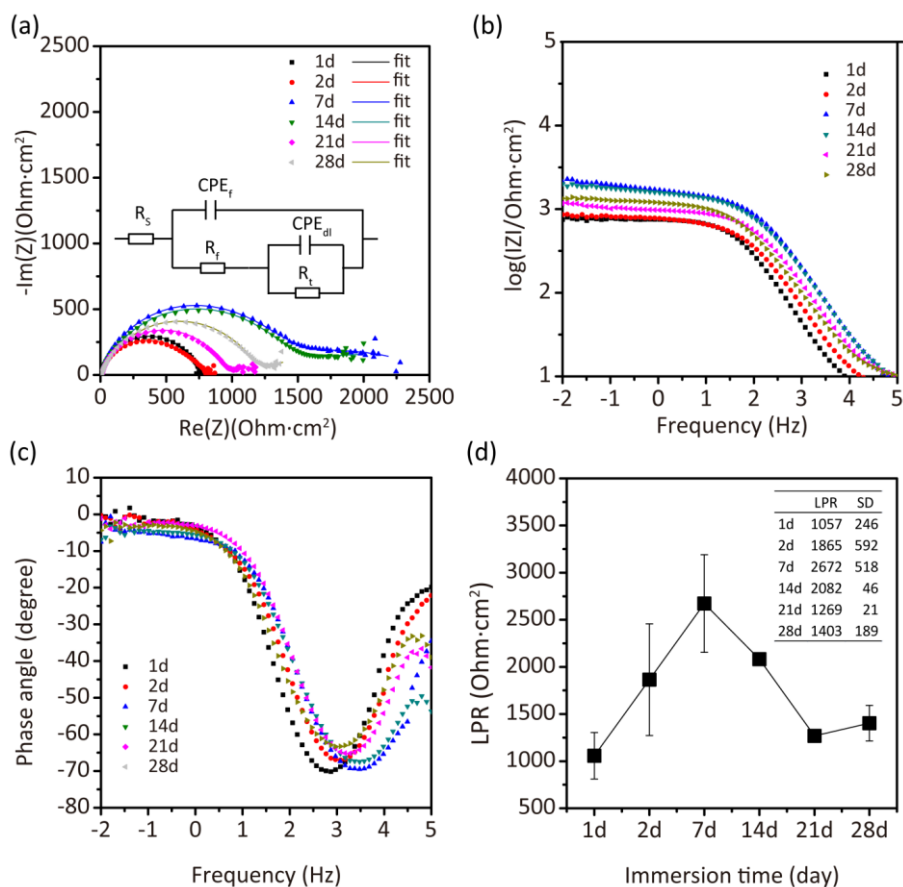 (a)
2500
2000
1500
1000
500
0
-Im(Z)(Ohm·cm²)
1d fit
2d fit
7d fit
14d fit
21d fit
28d fit
CPEf
Rs
Rf
CPEdl
Rt
0 500 1000 1500 2000 2500
Re(Z)(Ohm·cm²)
(b)
5
4
3
2
1
log(IZI/Ohm·cm²)
1d
2d
7d
14d
21d
28d
-2 -1 0 1 2 3 4 5
Frequency (Hz)
(c)
10
0
-10
-20
-30
-40
-50
-60
-70
-80
Phase angle (degree)
1d
2d
7d
14d
21d
28d
-2 -1 0 1 2 3 4 5
Frequency (Hz)
(d)
4000
3500
3000
2500
2000
1500
1000
500
LPR (Ohm·cm²)
LPR SD
1d 1057 246
2d 1865 592
7d 2672 518
14d 2082 46
21d 1269 21
28d 1403 189
1d 2d 7d 14d 21d 28d
Immersion time (day)